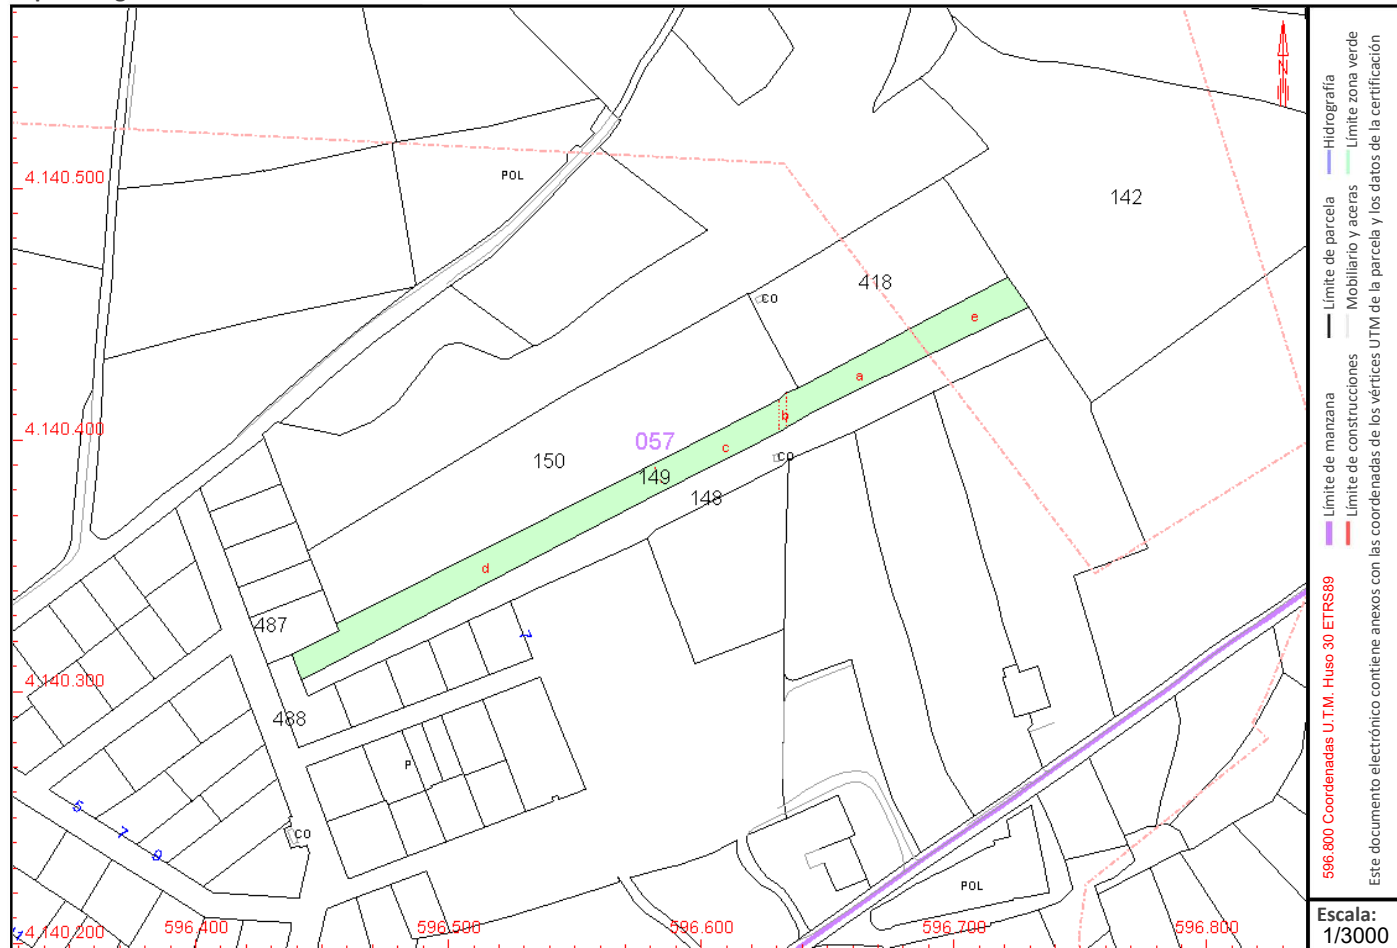 4.140.500
POL
142
418
CO
e
a
b
4.140.400
057
c
150
149
CO
148
d
487
7
4.140.300
488
P
5
7
9
CO
POL
4.140.200
596.400
596.500
596.600
596.700
596.800
N
Hidrografía
Límite zona verde
Límite de parcela
Mobiliario y aceras
Límite de manzana
Límite de construcciones
596.800 Coordenadas U.T.M. Huso 30 ETRS89
Este documento electrónico contiene anexos con las coordenadas de los vértices UTM de la parcela y los datos de la certificación
Escala:
1/3000